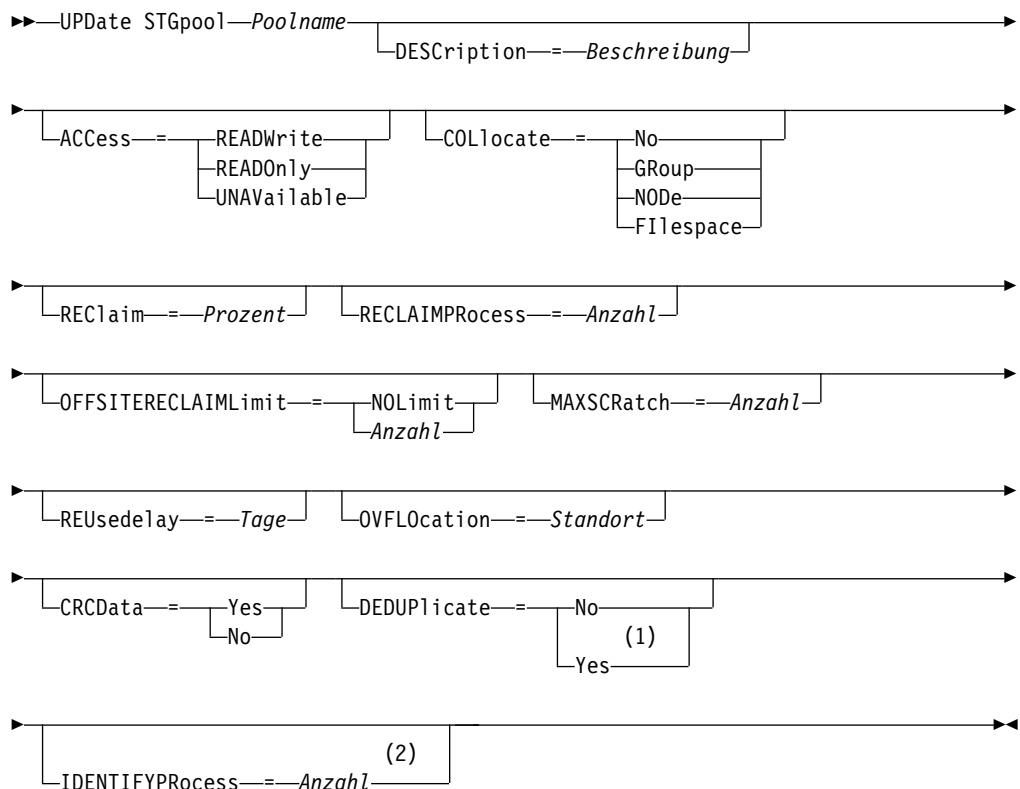 UPDate STGpool Poolname
DESCription = Beschreibung
ACCess = READWrite
READOnly
UNAVailable
COLlocate = No
GRoup
NODe
FIlespace
REClaim = Prozent
RECLAIMPRocess = Anzahl
OFFSITERECLAIMLimit = NOLimit
Anzahl
MAXSCRatch = Anzahl
REUsedelay = Tage
OVFLOcation = Standort
CRCData = Yes
No
DEDUPlicate = No
(1)
Yes
(2)
IDENTIFYPRocess = Anzahl